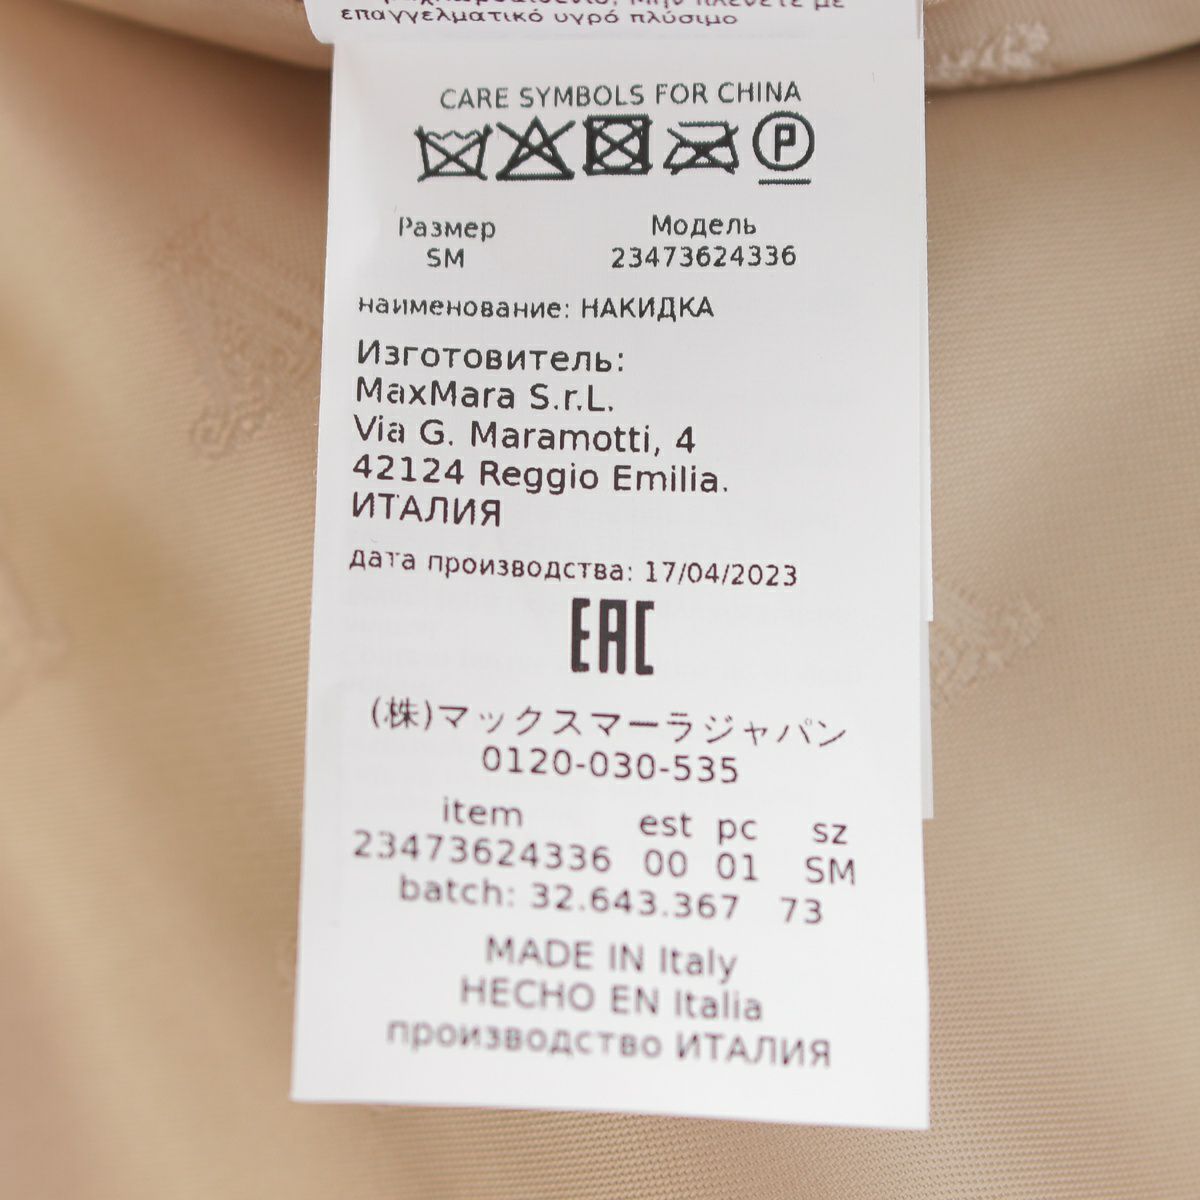 επαγγελματικό υγρό πλύσιμο
CARE SYMBOLS FOR CHINA
P
Размер Модель
SM 23473624336
наименование: НАКИДКА
Изготовитель:
MaxMara S.r.L.
Via G. Maramotti, 4
42124 Reggio Emilia.
ИТАЛИЯ
дата производства: 17/04/2023
EAC
(株)マックスマーラジャパン
0120-030-535
item est pc sz
23473624336 00 01 SM
batch: 32.643.367 73
MADE IN Italy
HECHO EN Italia
производство ИТАЛИЯ